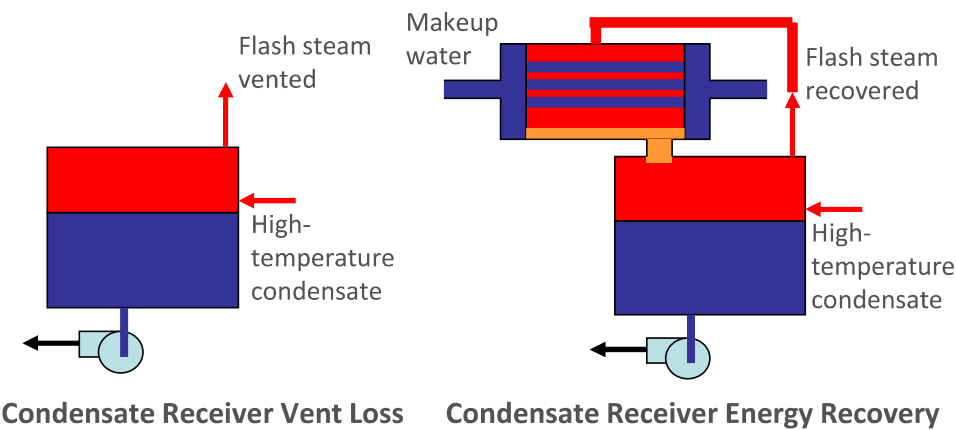 Flash steam
vented
High-
temperature
condensate
Condensate Receiver Vent Loss
Makeup
water
Flash steam
recovered
High-
temperature
condensate
Condensate Receiver Energy Recovery